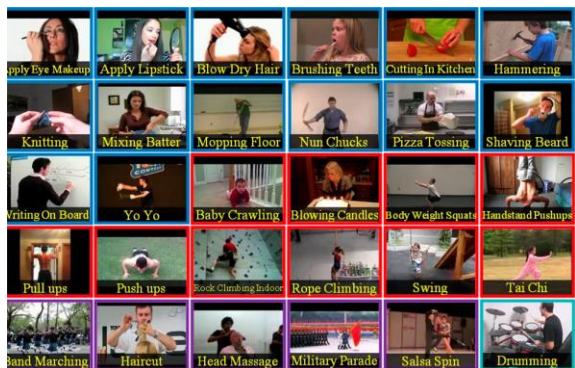 Apply Eye Makeup
Apply Lipstick
Blow Dry Hair
Brushing Teeth
Cutting In Kitchen
Hammering
Knitting
Mixing Batter
Mopping Floor
Nun Chucks
Pizza Tossing
Shaving Beard
Writing On Board
Yo Yo
Baby Crawling
Blowing Candles
Body Weight Squats
Handstand Pushups
Pull ups
Push ups
Rock Climbing Indoor
Rope Climbing
Swing
Tai Chi
Band Marching
Haircut
Head Massage
Military Parade
Salsa Spin
Drumming